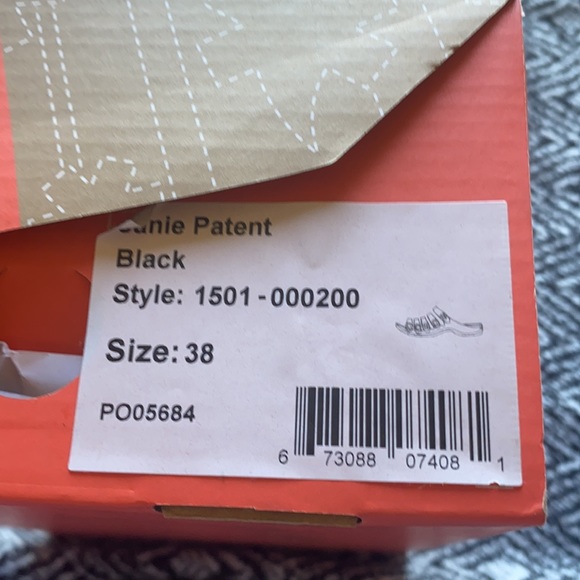 Patent
Black
Style: 1501-000200
Size: 38
PO05684
6 73088 07408 1